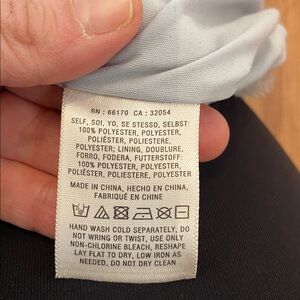 RN : 66170 CA : 32054
SELF, SOI, YO, SE STESSO, SELBST:
100% POLYESTER, POLYESTER,
POLIÉSTER, POLIESTERE,
POLYESTER; LINING, DOUBLURE,
FORRO, FODERA, FUTTERSTOFF:
100% POLYESTER, POLYESTER,
POLIÉSTER, POLIESTERE, POLYESTER
MADE IN CHINA, HECHO EN CHINA,
FABRIQUÉ EN CHINE
HAND WASH COLD SEPARATELY, DO
NOT WRING OR TWIST, USE ONLY
NON-CHLORINE BLEACH, RESHAPE
LAY FLAT TO DRY, LOW IRON AS
NEEDED, DO NOT DRY CLEAN